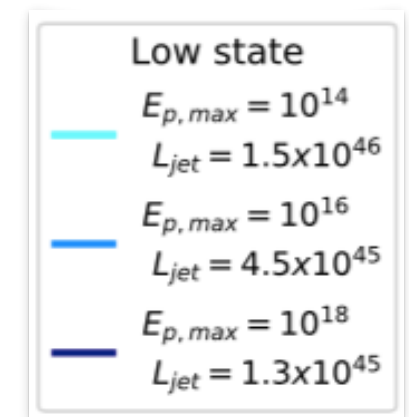 Low state
E_{p, max} = 10^{14}
L_{jet} = 1.5x10^{46}
E_{p, max} = 10^{16}
L_{jet} = 4.5x10^{45}
E_{p, max} = 10^{18}
L_{jet} = 1.3x10^{45}